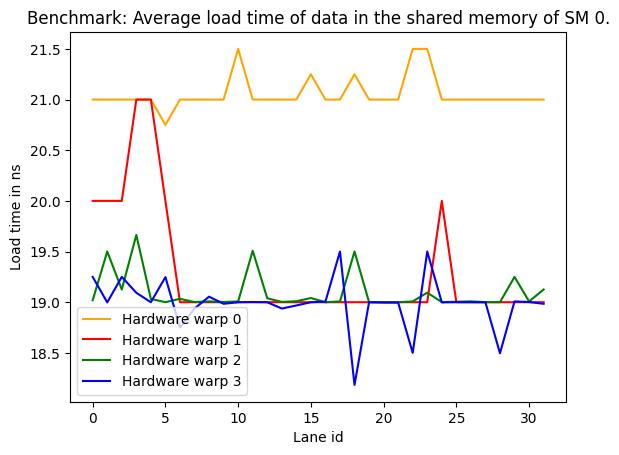 Benchmark: Average load time of data in the shared memory of SM 0.
21.5
21.0
20.5
20.0
19.5
19.0
18.5
Load time in ns
Hardware warp 0
Hardware warp 1
Hardware warp 2
Hardware warp 3
0 5 10 15 20 25 30
Lane id